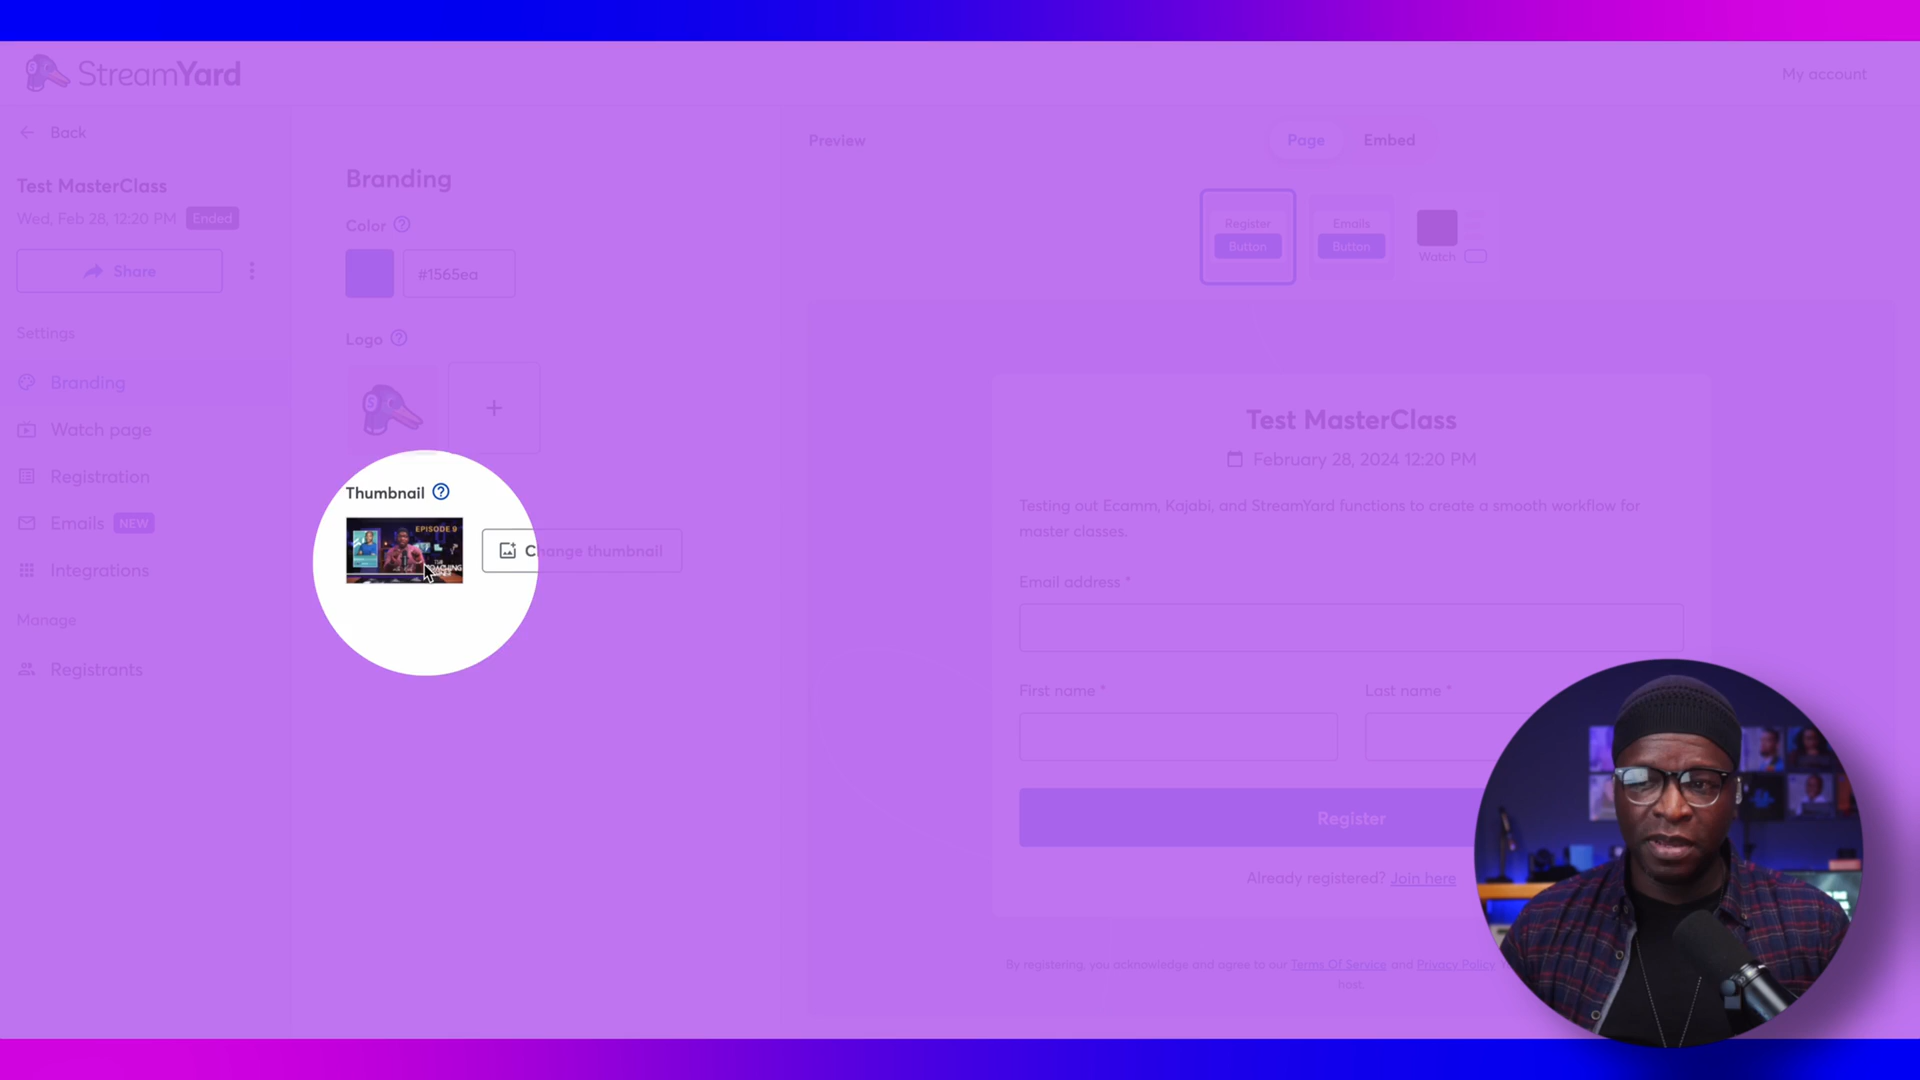 StreamYard
My account
Back
Test MasterClass
Wed, Feb 28, 12:20 PM Ended
Share
Settings
Branding
Watch page
Registration
Emails NEW
Integrations
Manage
Registrants
Branding
Color
#1565ea
Logo
Thumbnail
EPISODE 9
Change thumbnail
Preview
Page
Embed
Register
Button
Emails
Button
Watch
Test MasterClass
February 28, 2024 12:20 PM
Testing out Ecamm, Kajabi, and StreamYard functions to create a smooth workflow for
master classes.
Email address *
First name *
Last name *
Register
Already registered? Join here
By registering, you acknowledge and agree to our Terms Of Service and Privacy Policy
host.